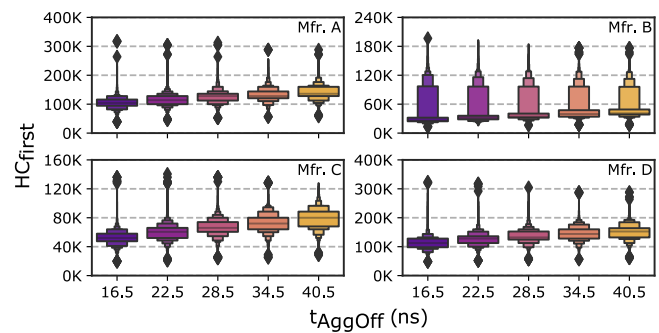 400K
300K
200K
100K
0K
Mfr. A
240K
180K
120K
60K
0K
Mfr. B
HCfirst
160K
120K
80K
40K
0K
Mfr. C
400K
300K
200K
100K
0K
Mfr. D
16.5 22.5 28.5 34.5 40.5
16.5 22.5 28.5 34.5 40.5
tAggOff (ns)